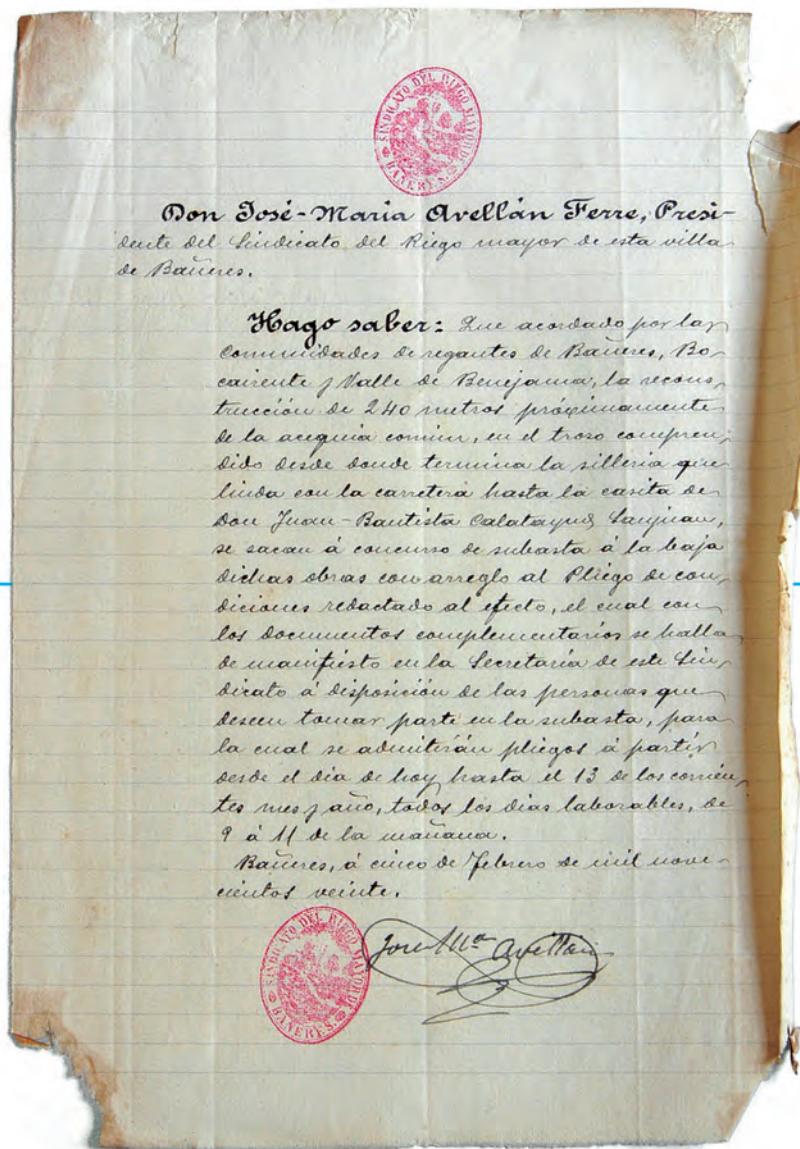 SINDICATO DEL RIEGO MAYOR DE
BAÑERES.
Don José-Maria Avellán Ferre, Presi-
dente del Sindicato del Riego mayor de esta villa
de Bañeres.
Hago saber: Que acordado por las
comunidades de regantes de Bañeres, Bo-
cairente y Valle de Benejama, la recons-
trucción de 240 metros próximamente
de la acequia comun, en el trozo compren-
dido desde donde termina la silleria que
linda con la carretera hasta la casita de
Don Juan-Bautista Calatayud Sanjuan,
se sacan á concurso de subasta á la baja
dichas obras con arreglo al Pliego de con-
diciones redactado al efecto, el cual con
los documentos complementarios se halla
de manifiesto en la Secretaría de este Sin-
dicato á disposición de las personas que
deseen tomar parte en la subasta, para
la cual se admitirán pliegos á partir
desde el dia de hoy hasta el 13 de los corrien-
tes mes y año, todos los dias laborables, de
9 á 11 de la mañana.
Bañeres, á cinco de Febrero de mil nove-
cientos veinte.
José Mª Avellán
SINDICATO DEL RIEGO MAYOR DE
BAÑERES.